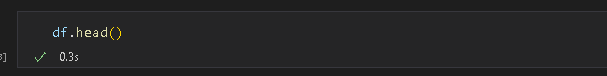 df.head()
0.3s
]